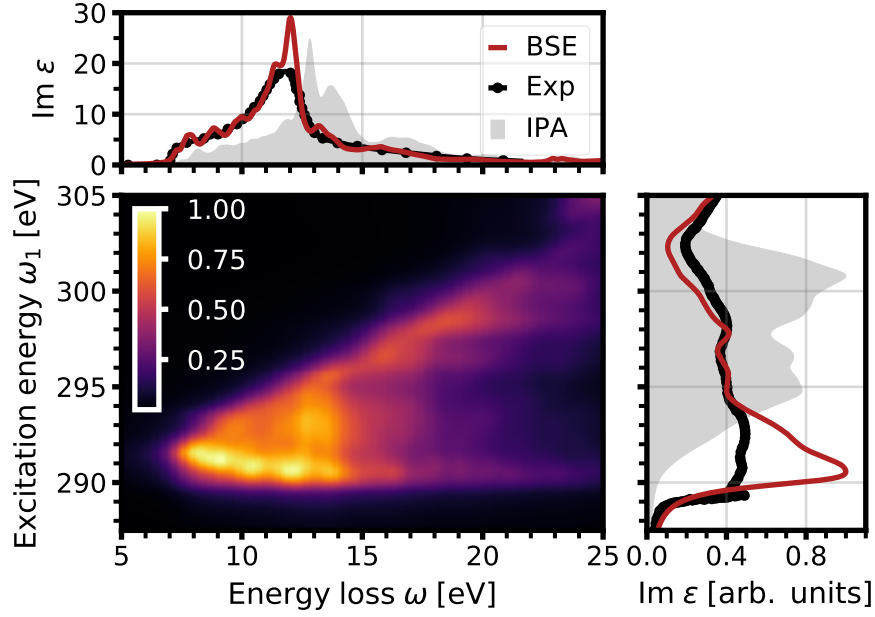 30
20
10
0
Im ε
BSE
Exp
IPA
305
300
295
290
Excitation energy ω₁ [eV]
1.00
0.75
0.50
0.25
5 10 15 20 25
Energy loss ω [eV]
0.0 0.4 0.8
Im ε [arb. units]